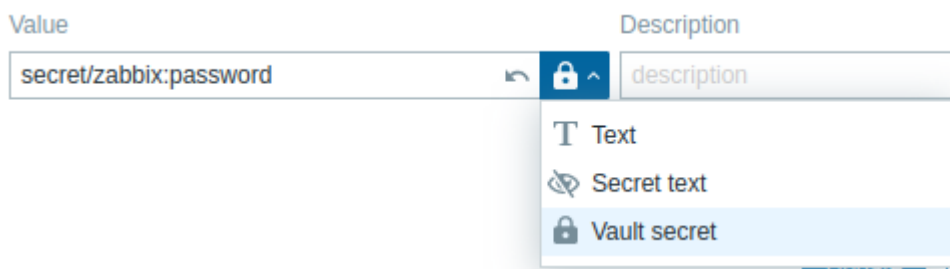 Value Description
secret/zabbix:password description
T Text
Secret text
Vault secret